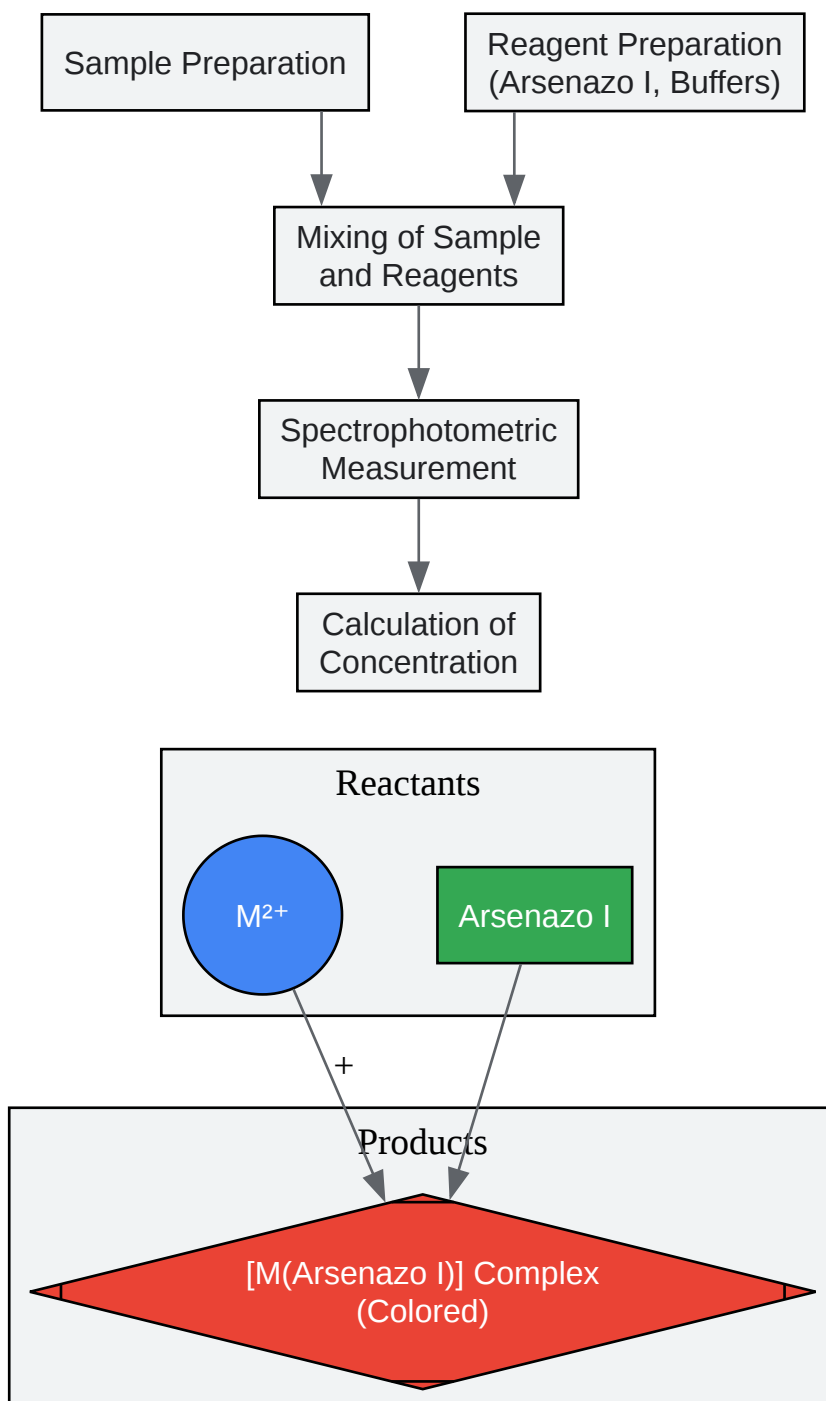 Sample Preparation
Reagent Preparation
(Arsenazo I, Buffers)
Mixing of Sample
and Reagents
Spectrophotometric
Measurement
Calculation of
Concentration
Reactants
M²⁺
Arsenazo I
+
Products
[M(Arsenazo I)] Complex
(Colored)